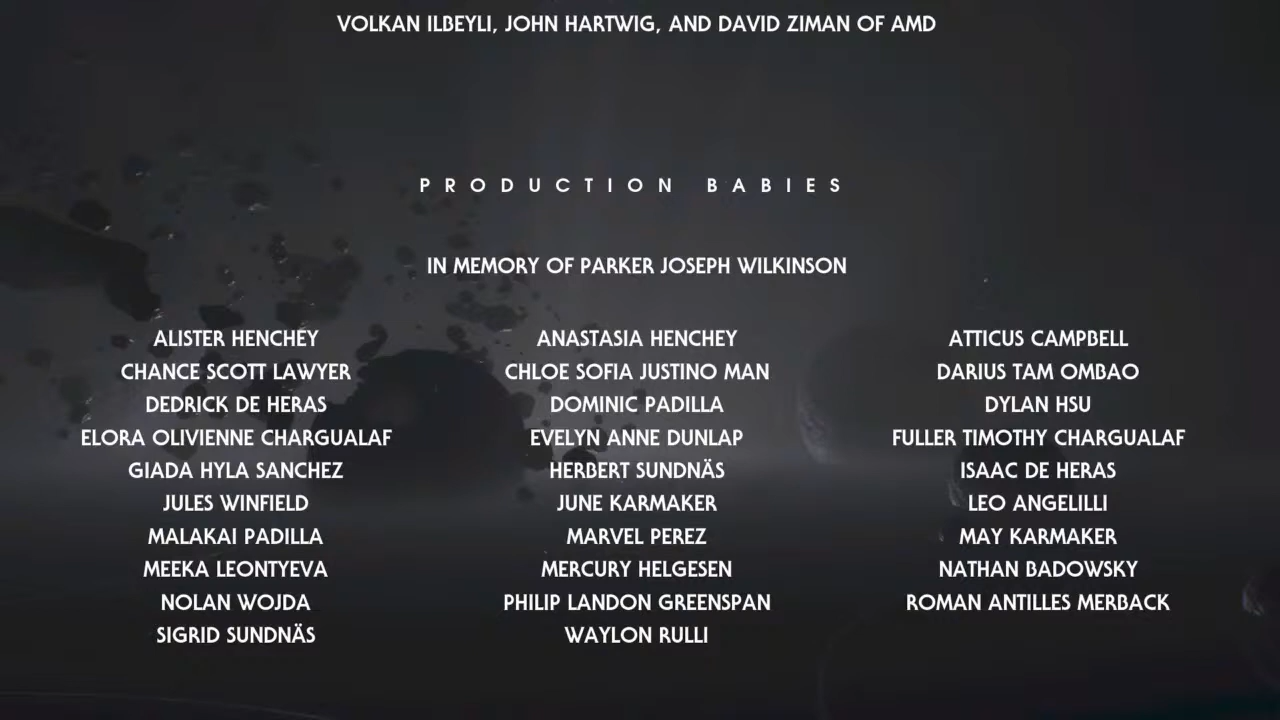 VOLKAN ILBEYLI, JOHN HARTWIG, AND DAVID ZIMAN OF AMD
PRODUCTION BABIES
IN MEMORY OF PARKER JOSEPH WILKINSON
ALISTER HENCHEY ANASTASIA HENCHEY ATTICUS CAMPBELL
CHANCE SCOTT LAWYER CHLOE SOFIA JUSTINO MAN DARIUS TAM OMBAO
DEDRICK DE HERAS DOMINIC PADILLA DYLAN HSU
ELORA OLIVIENNE CHARGUALAF EVELYN ANNE DUNLAP FULLER TIMOTHY CHARGUALAF
GIADA HYLA SANCHEZ HERBERT SUNDNÄS ISAAC DE HERAS
JULES WINFIELD JUNE KARMAKER LEO ANGELILLI
MALAKAI PADILLA MARVEL PEREZ MAY KARMAKER
MEEKA LEONTYEVA MERCURY HELGESEN NATHAN BADOWSKY
NOLAN WOJDA PHILIP LANDON GREENSPAN ROMAN ANTILLES MERBACK
SIGRID SUNDNÄS WAYLON RULLI